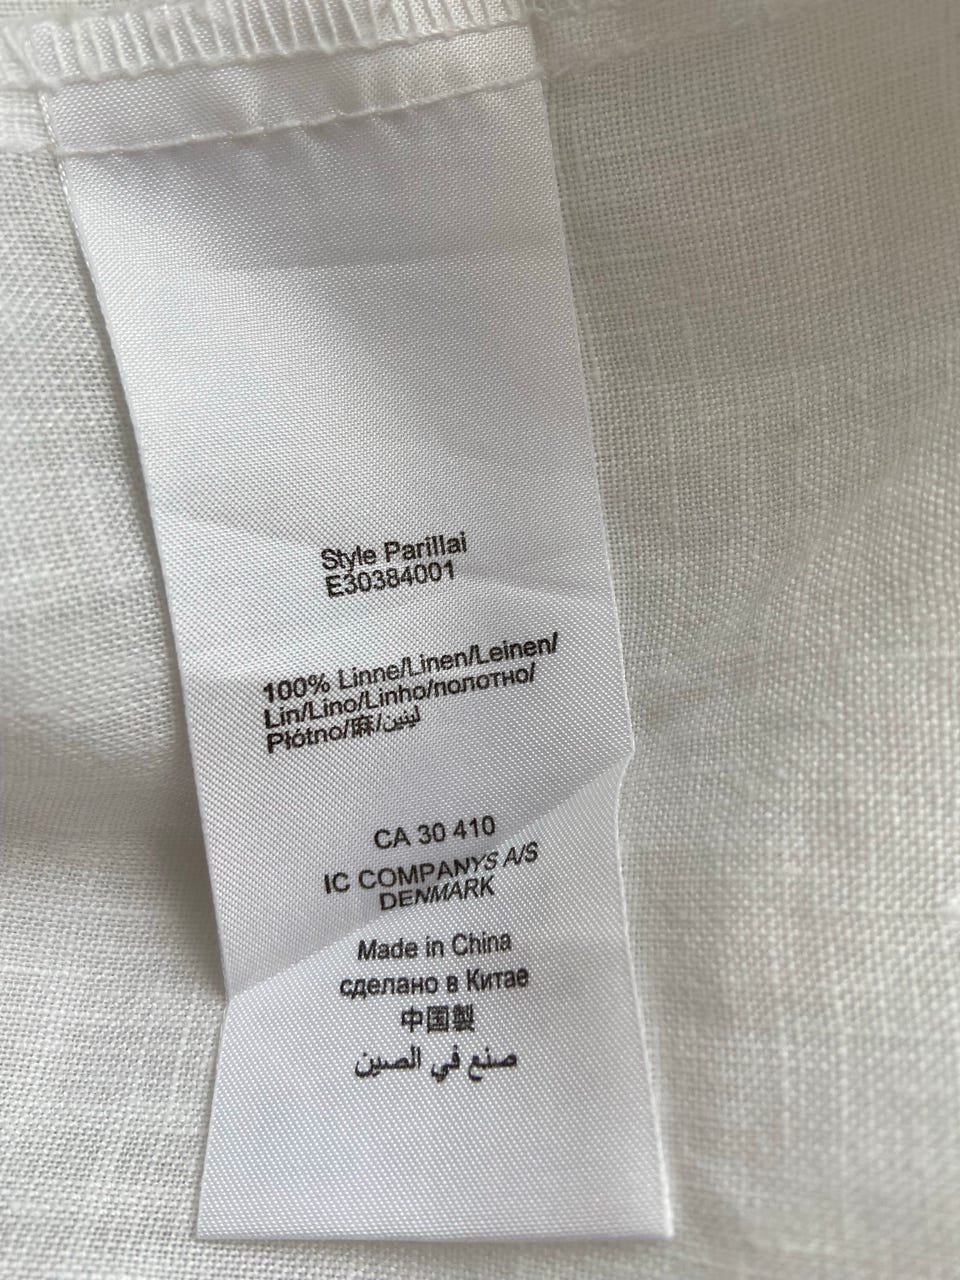 Style Parillai
E30384001
100% Linne/Linen/Leinen/
Lin/Lino/Linho/полотно/
Płótno/麻/لينين
CA 30 410
IC COMPANYS A/S
DENMARK
Made in China
сделано в Китае
中国製
صنع في الصين